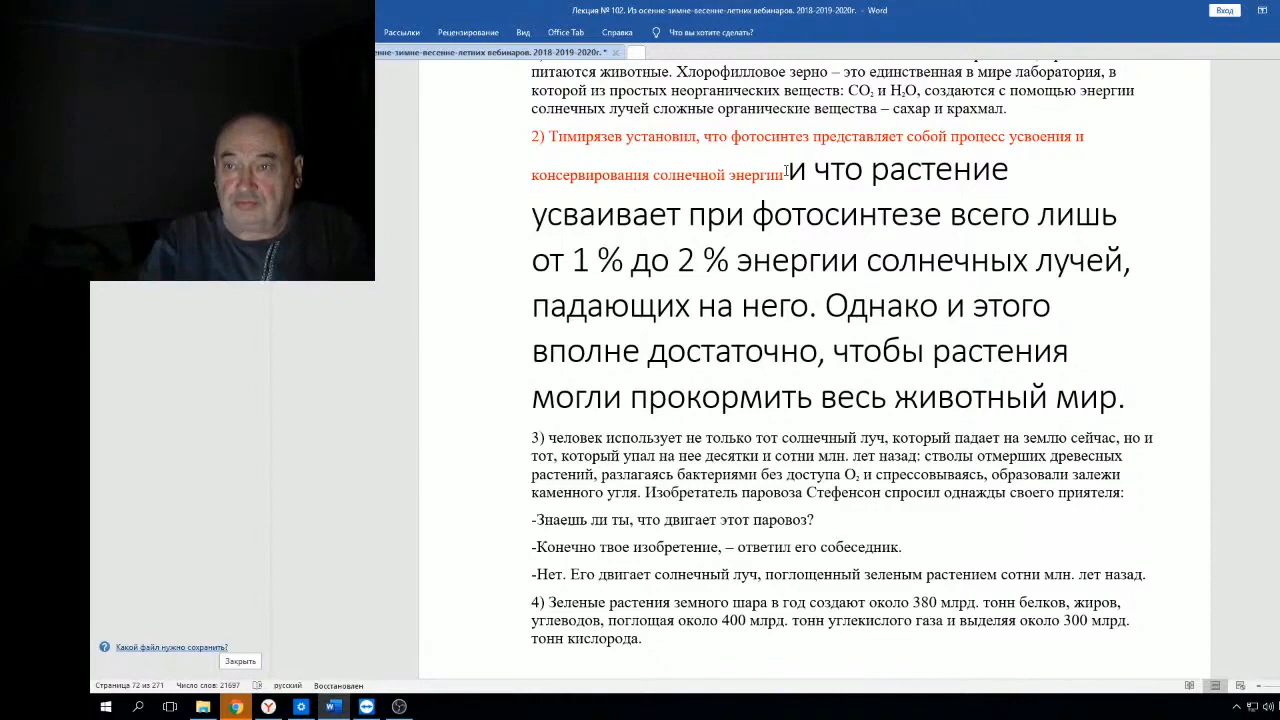 Лекция № 102. Из осенне-зимне-весенне-летних вебинаров. 2018-2019-2020г. - Word
Вход
Рассылки Рецензирование Вид Office Tab Справка Что вы хотите сделать?
нне-зимне-весенне-летних вебинаров. 2018-2019-2020г. *
питаются животные. Хлорофилловое зерно – это единственная в мире лаборатория, в
которой из простых неорганических веществ: CO₂ и H₂O, создаются с помощью энергии
солнечных лучей сложные органические вещества – сахар и крахмал.
2) Тимирязев установил, что фотосинтез представляет собой процесс усвоения и
консервирования солнечной энергии и что растение
усваивает при фотосинтезе всего лишь
от 1 % до 2 % энергии солнечных лучей,
падающих на него. Однако и этого
вполне достаточно, чтобы растения
могли прокормить весь животный мир.
3) человек использует не только тот солнечный луч, который падает на землю сейчас, но и
тот, который упал на нее десятки и сотни млн. лет назад: стволы отмерших древесных
растений, разлагаясь бактериями без доступа O₂ и спрессовываясь, образовали залежи
каменного угля. Изобретатель паровоза Стефенсон спросил однажды своего приятеля:
-Знаешь ли ты, что двигает этот паровоз?
-Конечно твое изобретение, – ответил его собеседник.
-Нет. Его двигает солнечный луч, поглощенный зеленым растением сотни млн. лет назад.
4) Зеленые растения земного шара в год создают около 380 млрд. тонн белков, жиров,
углеводов, поглощая около 400 млрд. тонн углекислого газа и выделяя около 300 млрд.
тонн кислорода.
Какой файл нужно сохранить?
Закрыть
Страница 72 из 271 Число слов: 21697 русский Восстановлен